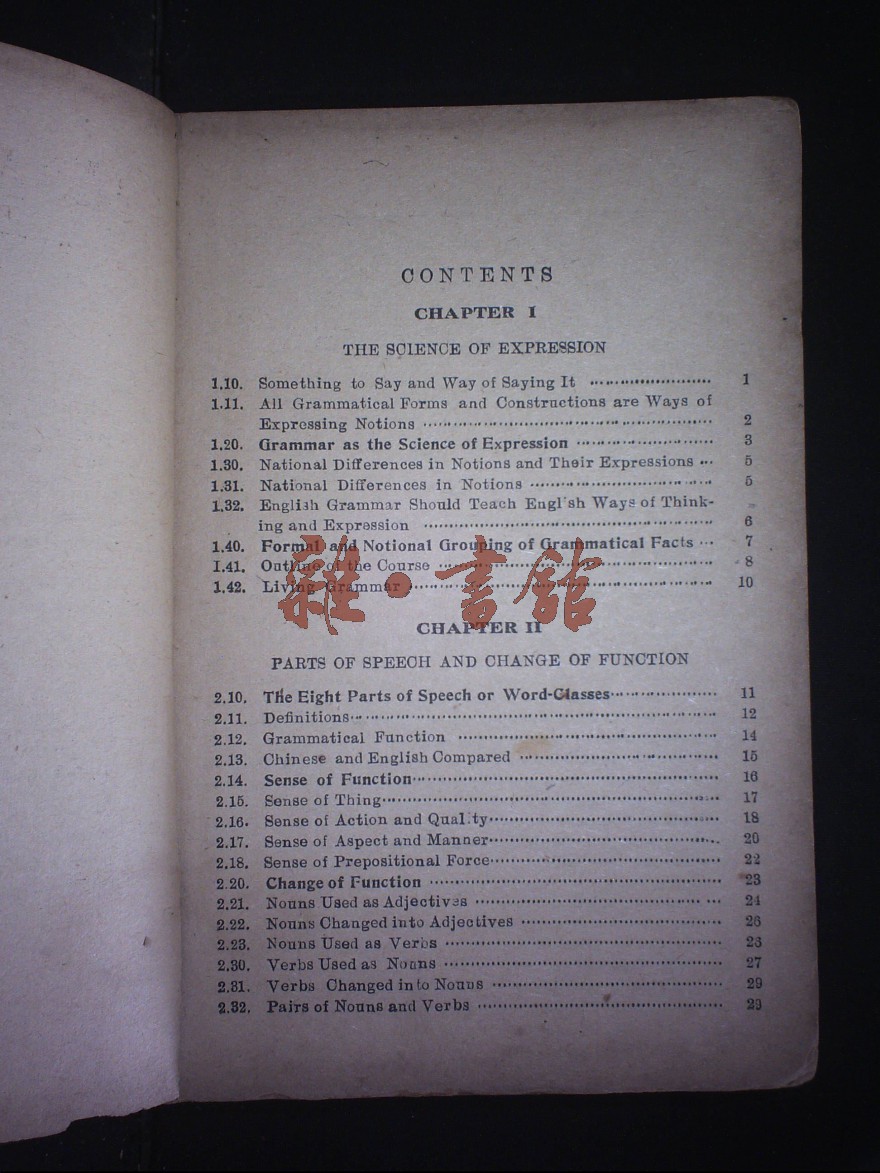 CONTENTS
CHAPTER I
THE SCIENCE OF EXPRESSION
1.10. Something to Say and Way of Saying It 1
1.11. All Grammatical Forms and Constructions are Ways of
Expressing Notions 2
1.20. Grammar as the Science of Expression 3
1.30. National Differences in Notions and Their Expressions 5
1.31. National Differences in Notions 5
1.32. English Grammar Should Teach English Ways of Think-
ing and Expression 6
1.40. Formal and Notional Grouping of Grammatical Facts 7
1.41. Outline of the Course 8
1.42. Living Grammar 10
雜·書館
CHAPTER II
PARTS OF SPEECH AND CHANGE OF FUNCTION
2.10. The Eight Parts of Speech or Word-Classes 11
2.11. Definitions 12
2.12. Grammatical Function 14
2.13. Chinese and English Compared 15
2.14. Sense of Function 16
2.15. Sense of Thing 17
2.16. Sense of Action and Quality 18
2.17. Sense of Aspect and Manner 20
2.18. Sense of Prepositional Force 22
2.20. Change of Function 23
2.21. Nouns Used as Adjectives 24
2.22. Nouns Changed into Adjectives 26
2.23. Nouns Used as Verbs 26
2.30. Verbs Used as Nouns 27
2.31. Verbs Changed into Nouns 29
2.32. Pairs of Nouns and Verbs 29